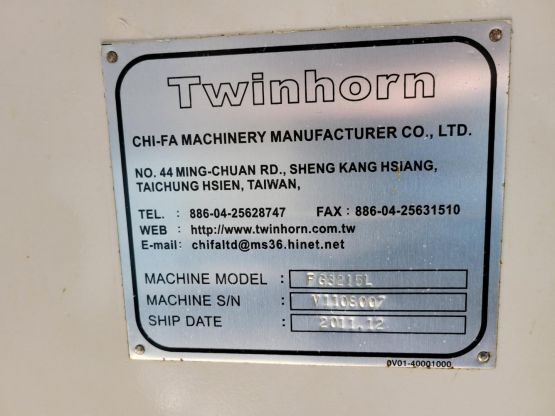 Twinhorn
CHI-FA MACHINERY MANUFACTURER CO., LTD.
NO. 44 MING-CHUAN RD., SHENG KANG HSIANG,
TAICHUNG HSIEN, TAIWAN,
TEL. : 886-04-25628747 FAX : 886-04-25631510
WEB : http://www.twinhorn.com.tw
E-mail: chifaltd@ms36.hinet.net
MACHINE MODEL : FG3215L
MACHINE S/N : V110S007
SHIP DATE : 2011.12
0V01-40001000